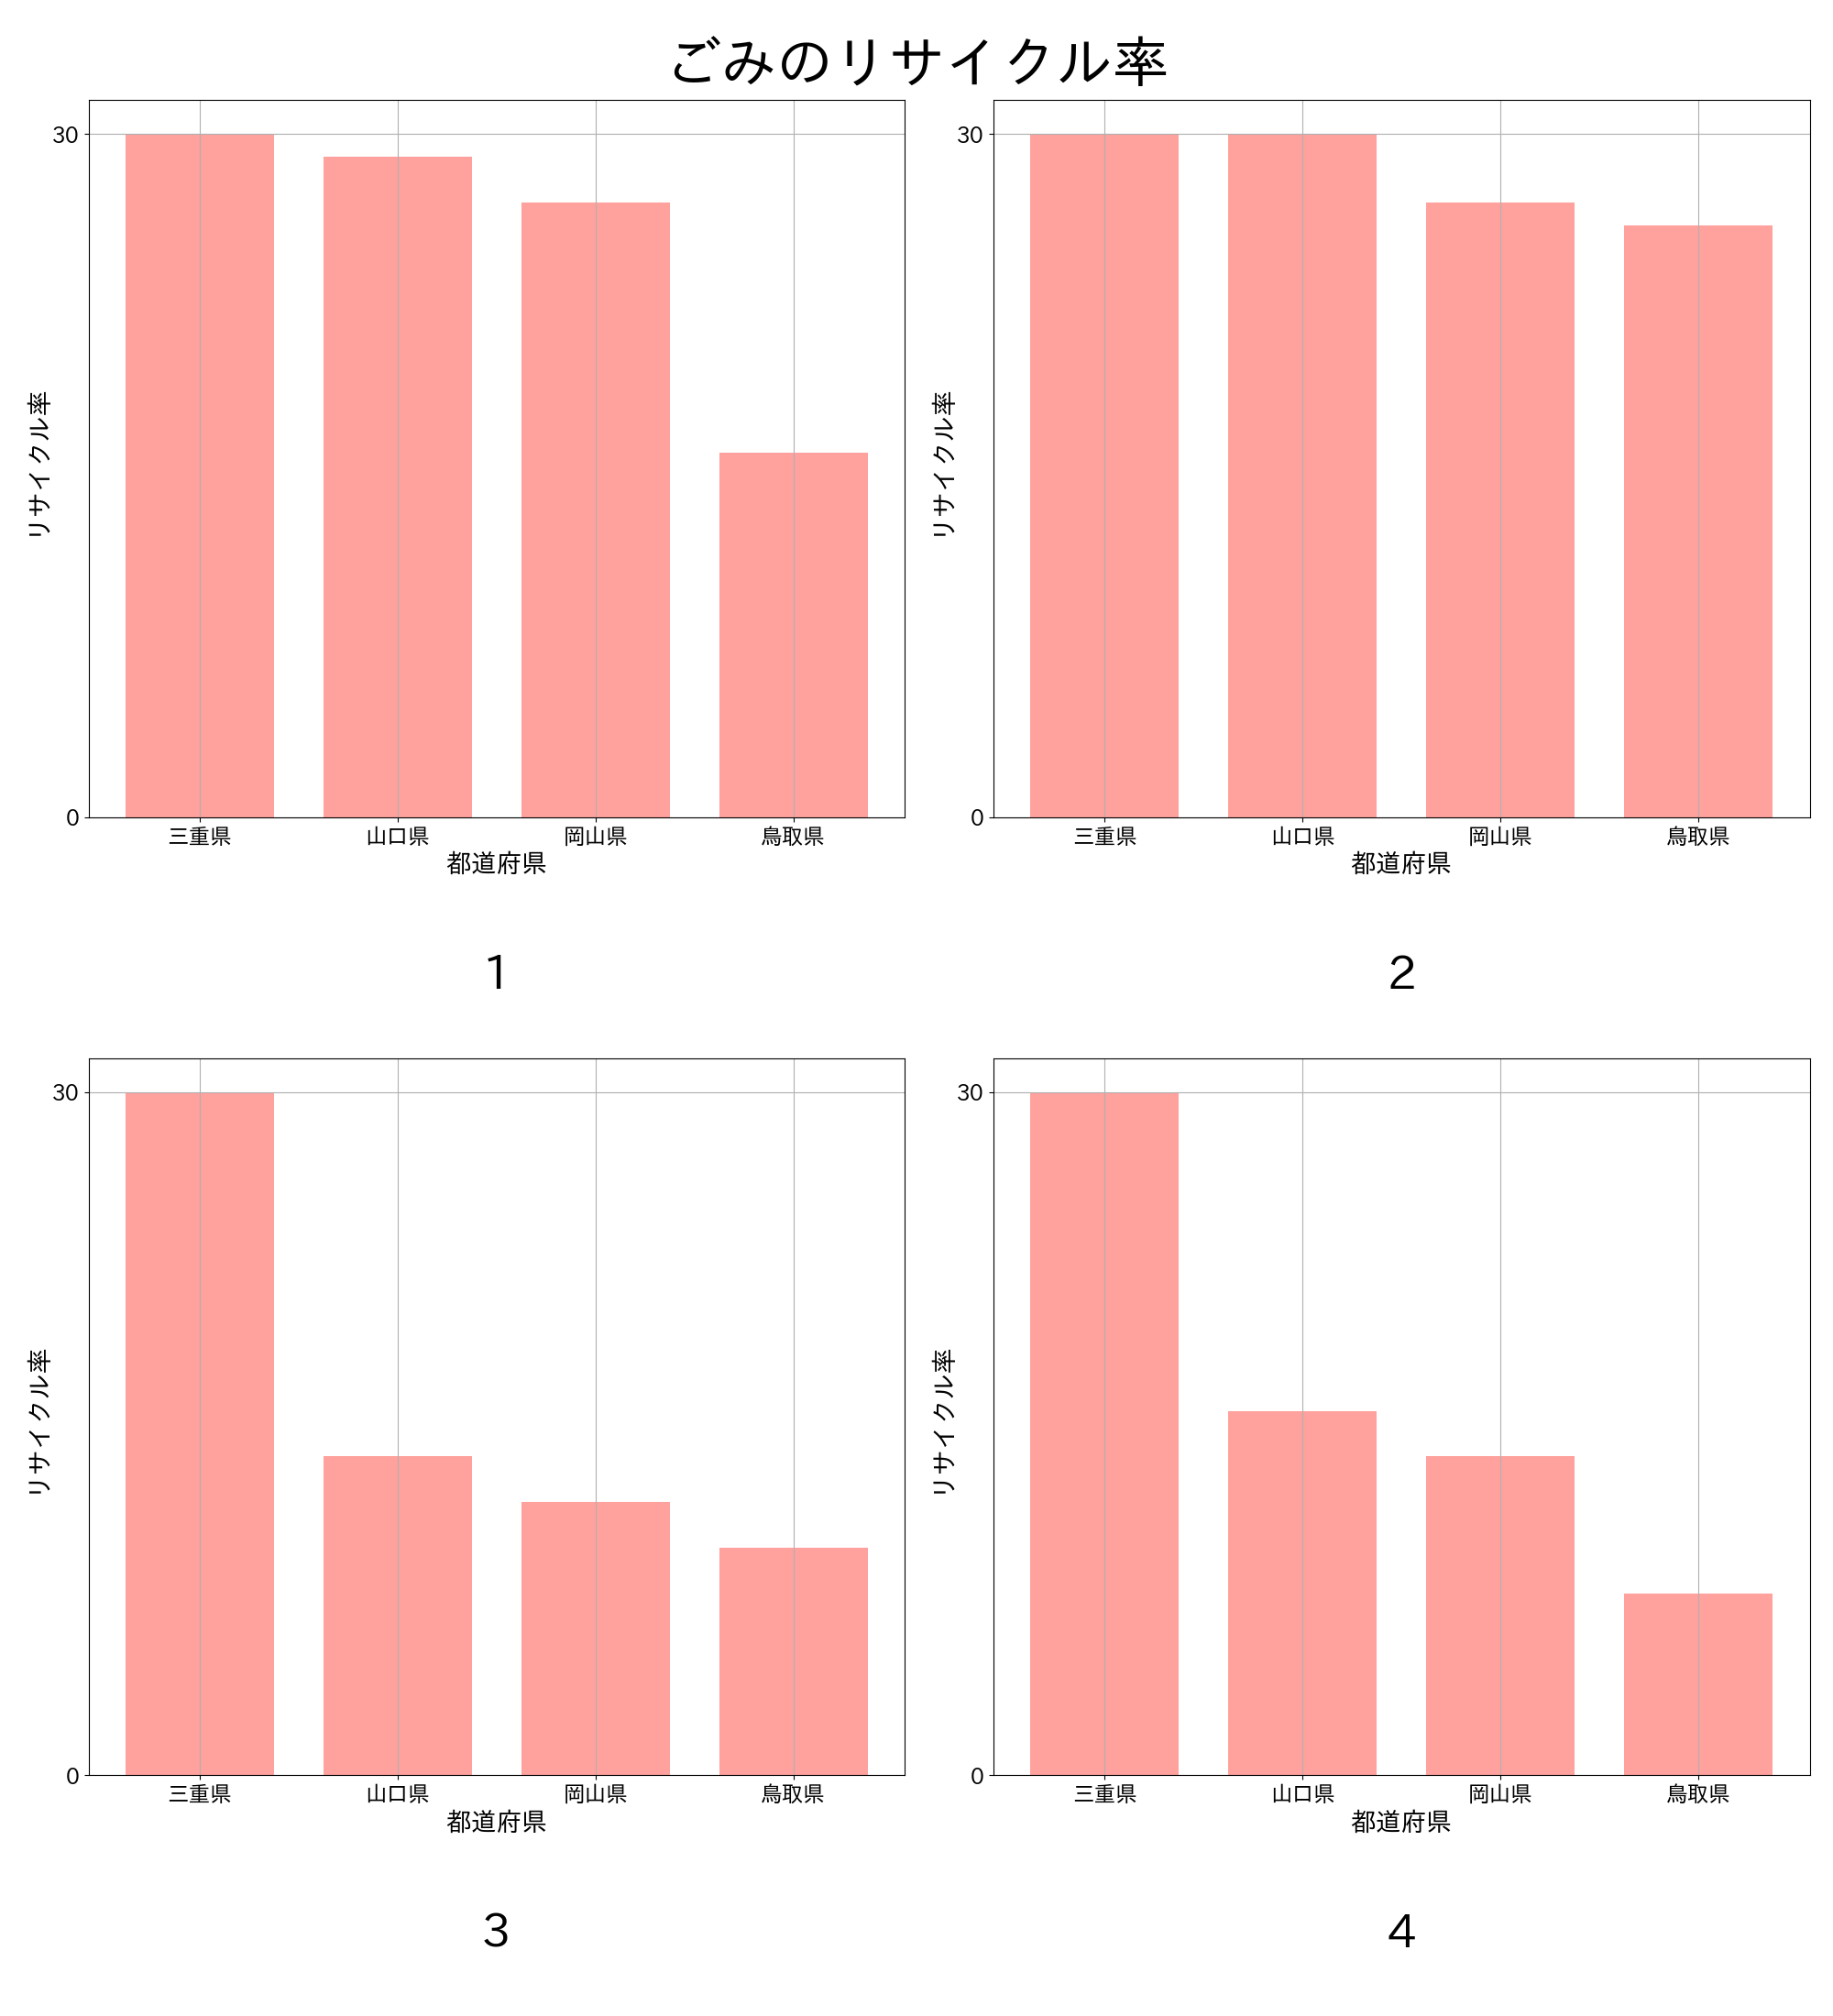 ごみのリサイクル率
30
リサイクル率
0
三重県 山口県 岡山県 鳥取県
都道府県
1
30
リサイクル率
0
三重県 山口県 岡山県 鳥取県
都道府県
2
30
リサイクル率
0
三重県 山口県 岡山県 鳥取県
都道府県
3
30
リサイクル率
0
三重県 山口県 岡山県 鳥取県
都道府県
4